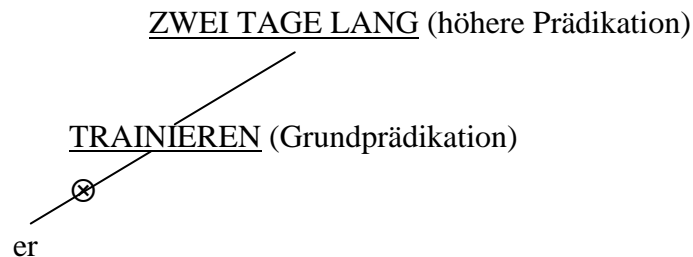 ZWEI TAGE LANG (höhere Prädikation)
TRAINIEREN (Grundprädikation)
er